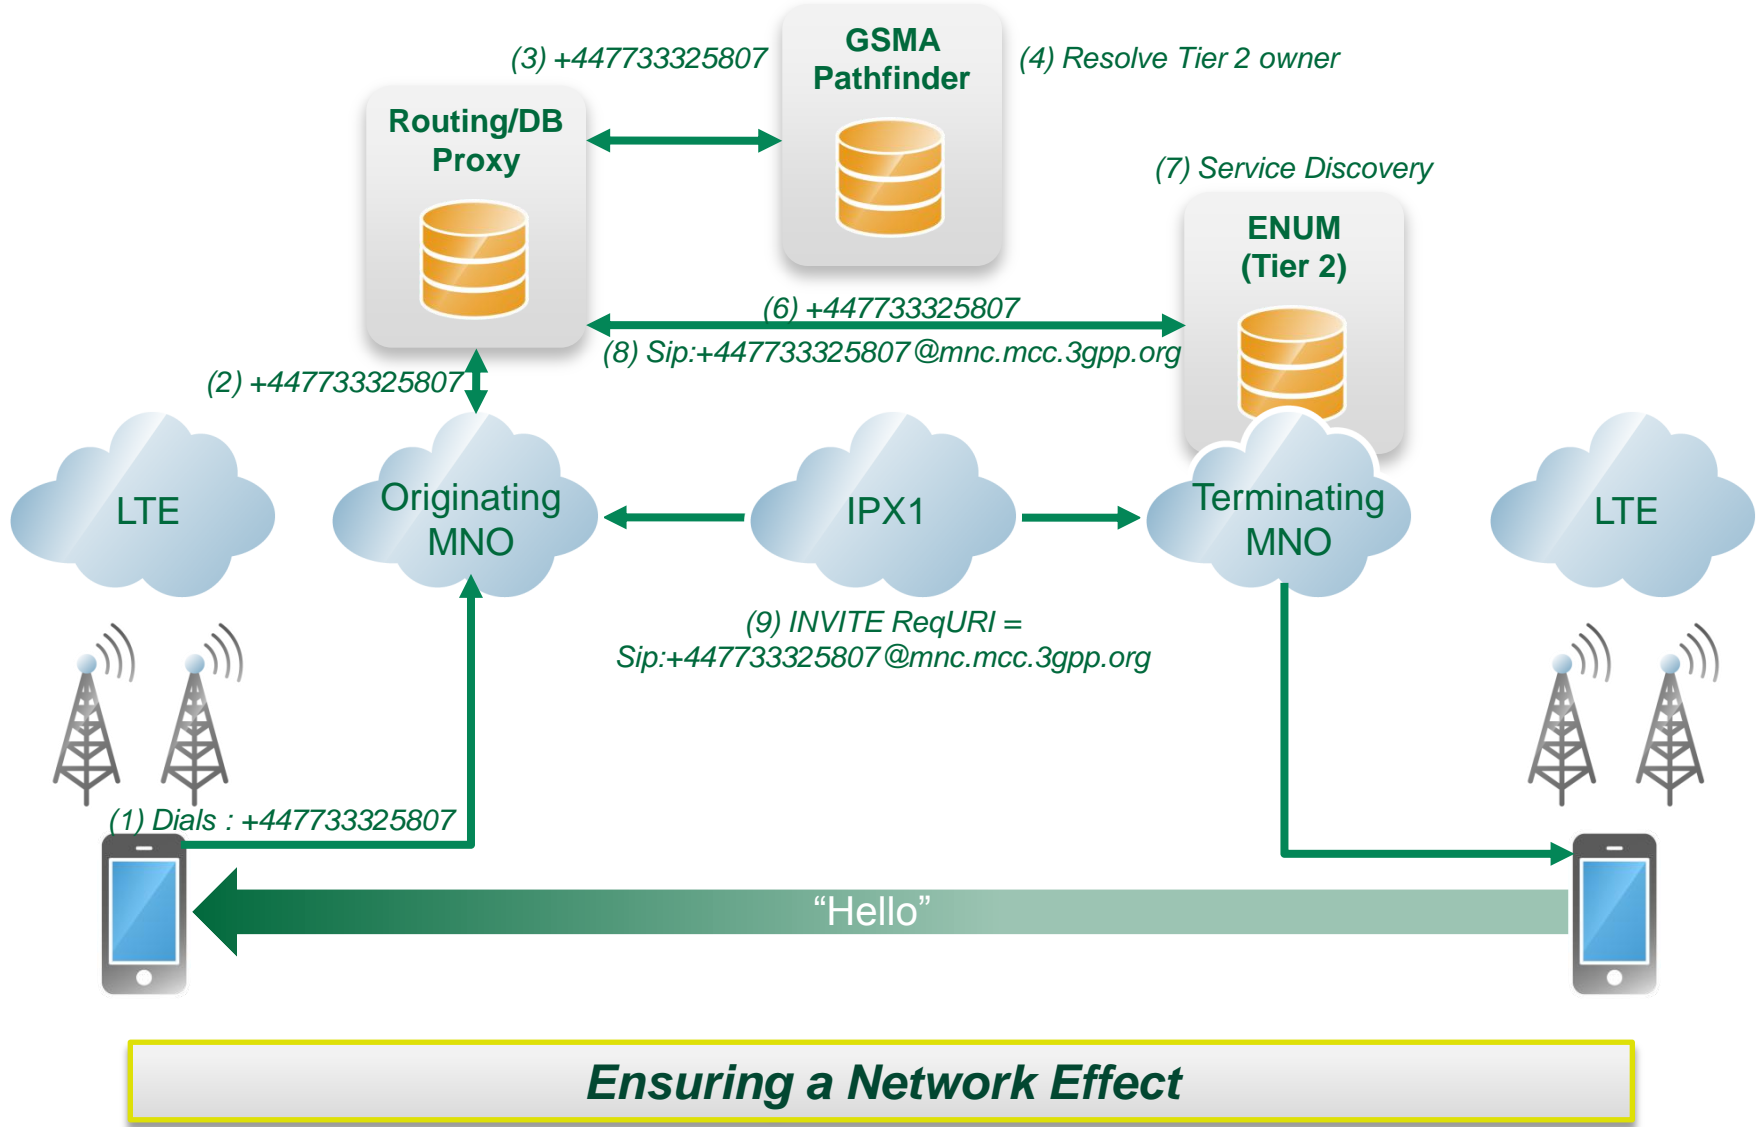 (3) +447733325807
GSMA
Pathfinder
(4) Resolve Tier 2 owner
Routing/DB
Proxy
(7) Service Discovery
ENUM
(Tier 2)
(6) +447733325807
(8) Sip:+447733325807@mnc.mcc.3gpp.org
(2) +447733325807
LTE
Originating
MNO
IPX1
Terminating
MNO
LTE
(9) INVITE ReqURI =
Sip:+447733325807@mnc.mcc.3gpp.org
(1) Dials : +447733325807
“Hello”
Ensuring a Network Effect